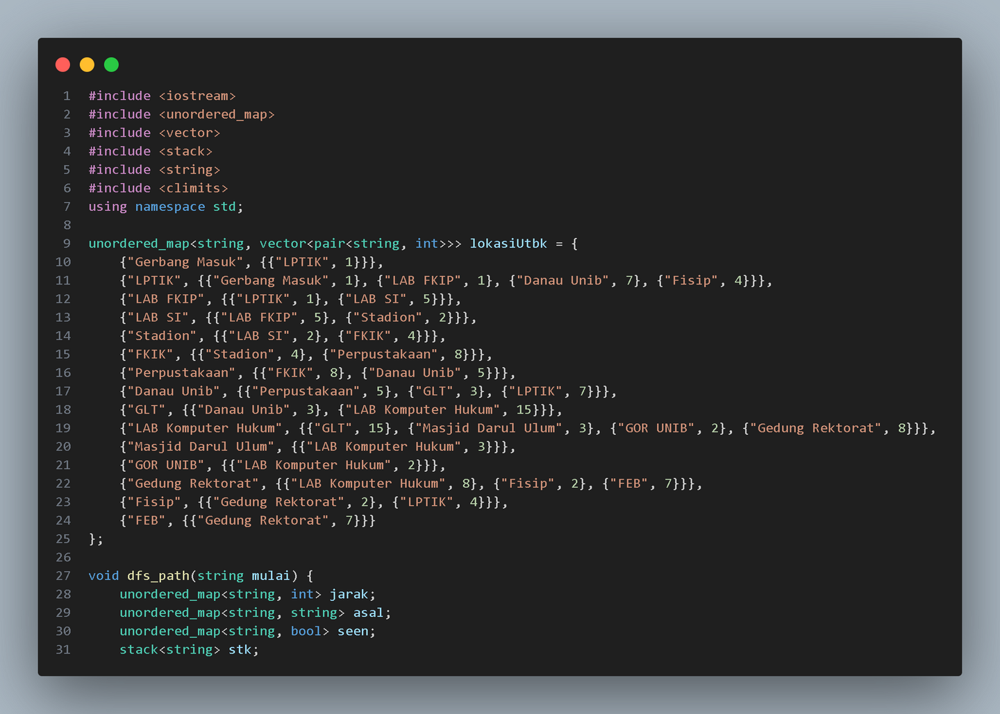 1 #include <iostream>
2 #include <unordered_map>
3 #include <vector>
4 #include <stack>
5 #include <string>
6 #include <climits>
7 using namespace std;
8
9 unordered_map<string, vector<pair<string, int>>> lokasiUtbk = {
10     {"Gerbang Masuk", {{"LPTIK", 1}}},
11     {"LPTIK", {{"Gerbang Masuk", 1}, {"LAB FKIP", 1}, {"Danau Unib", 7}, {"Fisip", 4}}},
12     {"LAB FKIP", {{"LPTIK", 1}, {"LAB SI", 5}}},
13     {"LAB SI", {{"LAB FKIP", 5}, {"Stadion", 2}}},
14     {"Stadion", {{"LAB SI", 2}, {"FKIK", 4}}},
15     {"FKIK", {{"Stadion", 4}, {"Perpustakaan", 8}}},
16     {"Perpustakaan", {{"FKIK", 8}, {"Danau Unib", 5}}},
17     {"Danau Unib", {{"Perpustakaan", 5}, {"GLT", 3}, {"LPTIK", 7}}},
18     {"GLT", {{"Danau Unib", 3}, {"LAB Komputer Hukum", 15}}},
19     {"LAB Komputer Hukum", {{"GLT", 15}, {"Masjid Darul Ulum", 3}, {"GOR UNIB", 2}, {"Gedung Rektorat", 8}}},
20     {"Masjid Darul Ulum", {{"LAB Komputer Hukum", 3}}},
21     {"GOR UNIB", {{"LAB Komputer Hukum", 2}}},
22     {"Gedung Rektorat", {{"LAB Komputer Hukum", 8}, {"Fisip", 2}, {"FEB", 7}}},
23     {"Fisip", {{"Gedung Rektorat", 2}, {"LPTIK", 4}}},
24     {"FEB", {{"Gedung Rektorat", 7}}}
25 };
26
27 void dfs_path(string mulai) {
28     unordered_map<string, int> jarak;
29     unordered_map<string, string> asal;
30     unordered_map<string, bool> seen;
31     stack<string> stk;